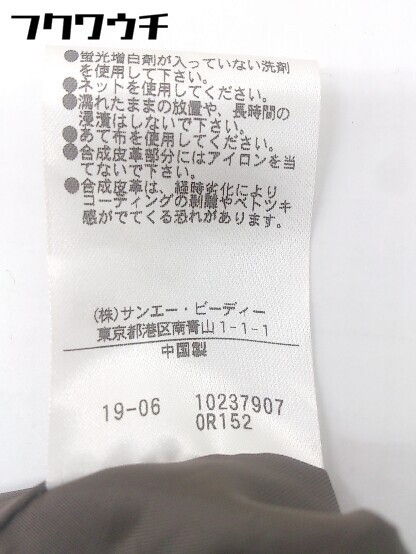 フクウウチ
●蛍光増白剤が入っていない洗剤
を使用して下さい。
●ネットを使用してください。
●濡れたままの放置や、長時間の
浸漬はしないで下さい。
●あて布を使用してください。
●合成皮革部分にはアイロンを当
てないで下さい。
●合成皮革は、経時劣化により
コーティングの剥離やベトツキ
感がでてくる恐れがあります。
(株)サンエー・ビーディー
東京都港区南青山1-1-1
中国製
19-06 10237907
0R152